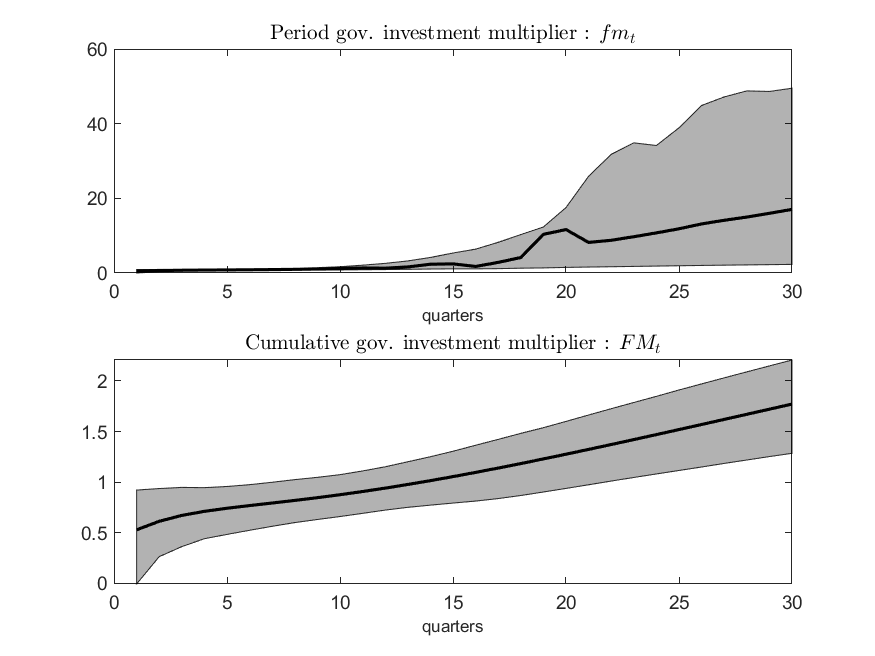 Period gov. investment multiplier : fm_t
60
40
20
0
0 5 10 15 20 25 30
quarters
Cumulative gov. investment multiplier : FM_t
2
1.5
1
0.5
0
0 5 10 15 20 25 30
quarters